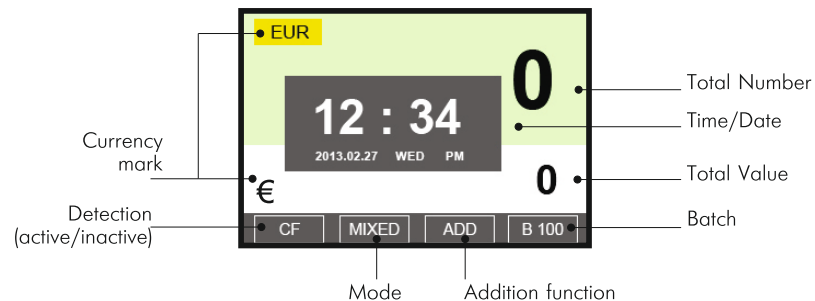 EUR
0
Total Number
12 : 34
Time/Date
2013.02.27 WED PM
Currency
mark
€
0
Total Value
Detection
(active/inactive)
CF
MIXED
ADD
B 100
Batch
Mode
Addition function